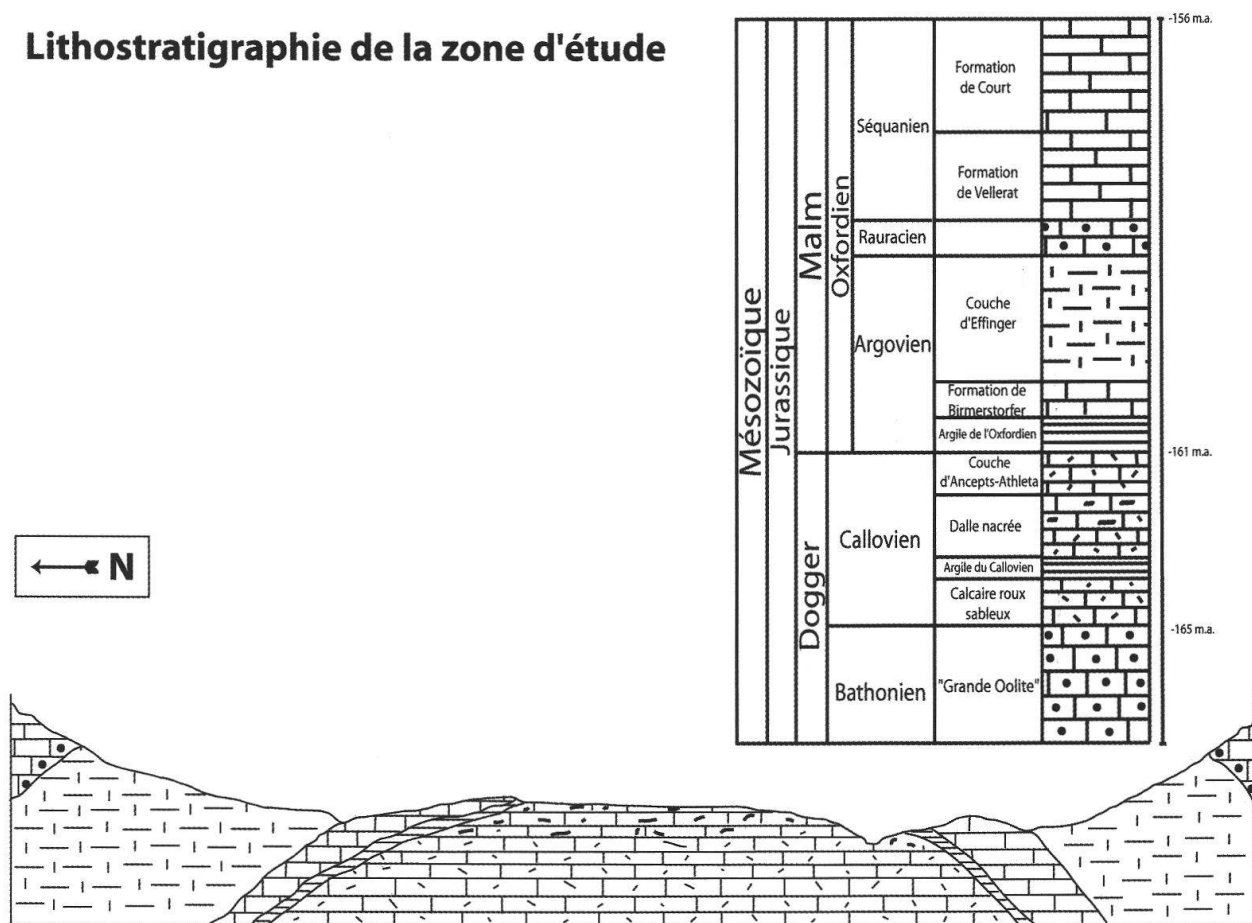 Lithostratigraphie de la zone d'étude
-156 m.a.
Mésozoïque
Jurassique
Malm
Oxfordien
Séquanien
Formation
de Court
Formation
de Vellerat
Rauracien
Argovien
Couche
d'Effinger
Formation de
Birmerstorfer
Argile de l'Oxfordien
-161 m.a.
Dogger
Callovien
Couche
d'Ancepts-Athleta
Dalle nacrée
Argile du Callovien
Calcaire roux
sableux
-165 m.a.
Bathonien
"Grande Oolite"
N